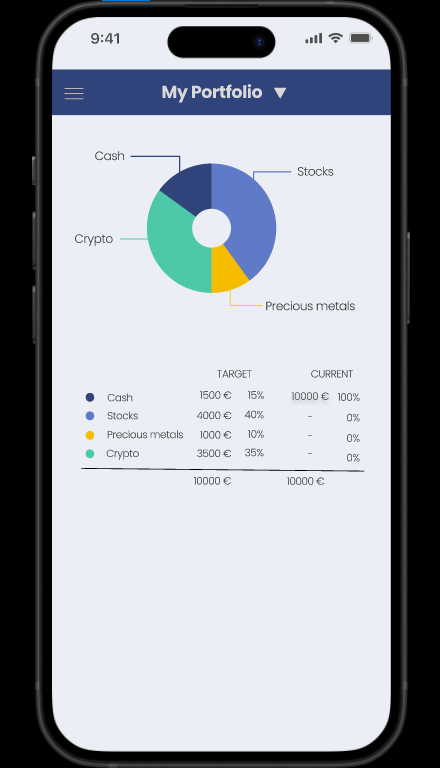 9:41
My Portfolio ▼
Cash
Stocks
Crypto
Precious metals
TARGET CURRENT
Cash 1500 € 15% 10000 € 100%
Stocks 4000 € 40% - 0%
Precious metals 1000 € 10% - 0%
Crypto 3500 € 35% - 0%
10000 € 10000 €